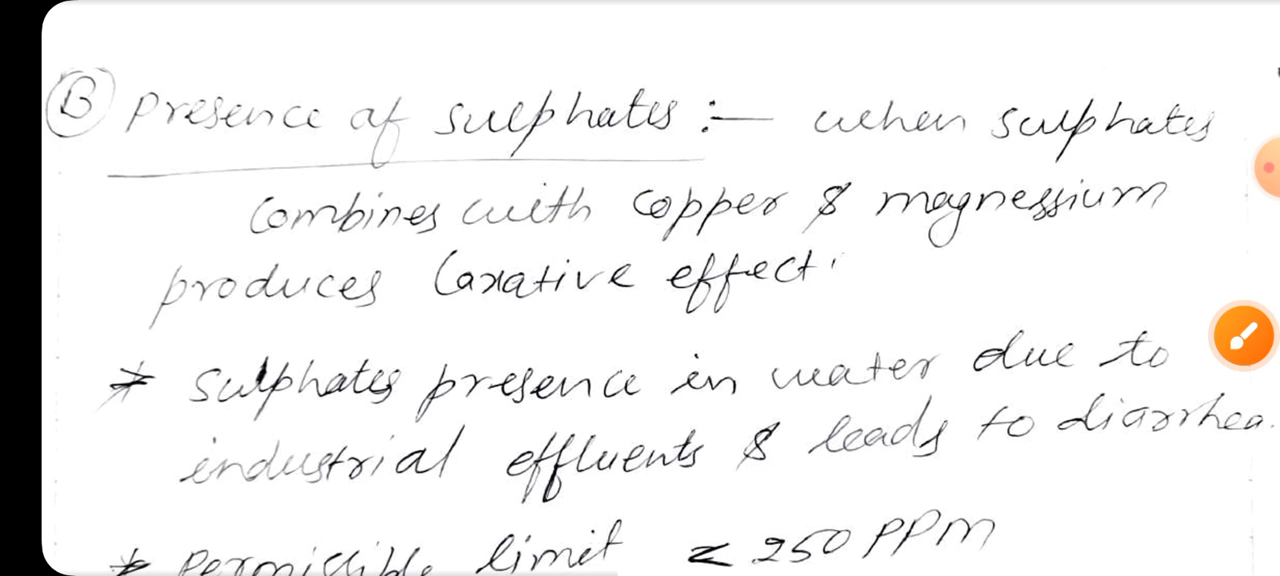 B presence of sulphates :— when sulphates
combines with copper & magnessium
produces laxative effect.
* sulphates presence in water due to
industrial effluents & leads to diarrhea.
* permissible limit < 250 PPm